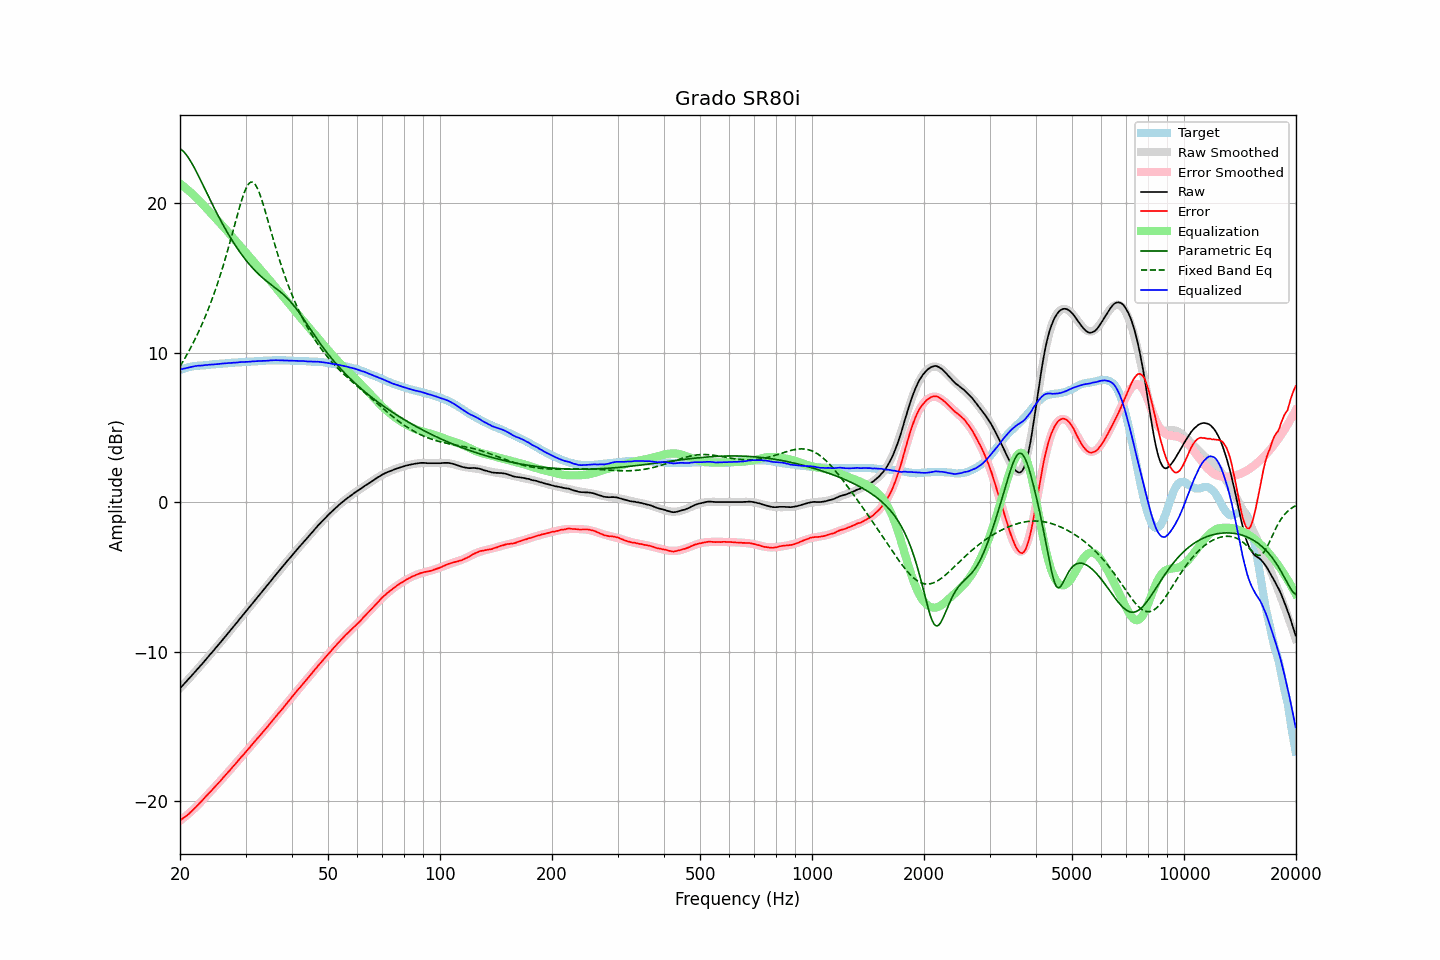 Grado SR80i
Target
Raw Smoothed
Error Smoothed
Raw
Error
Equalization
Parametric Eq
Fixed Band Eq
Equalized
Amplitude (dBr)
20
10
0
−10
−20
20 50 100 200 500 1000 2000 5000 10000 20000
Frequency (Hz)